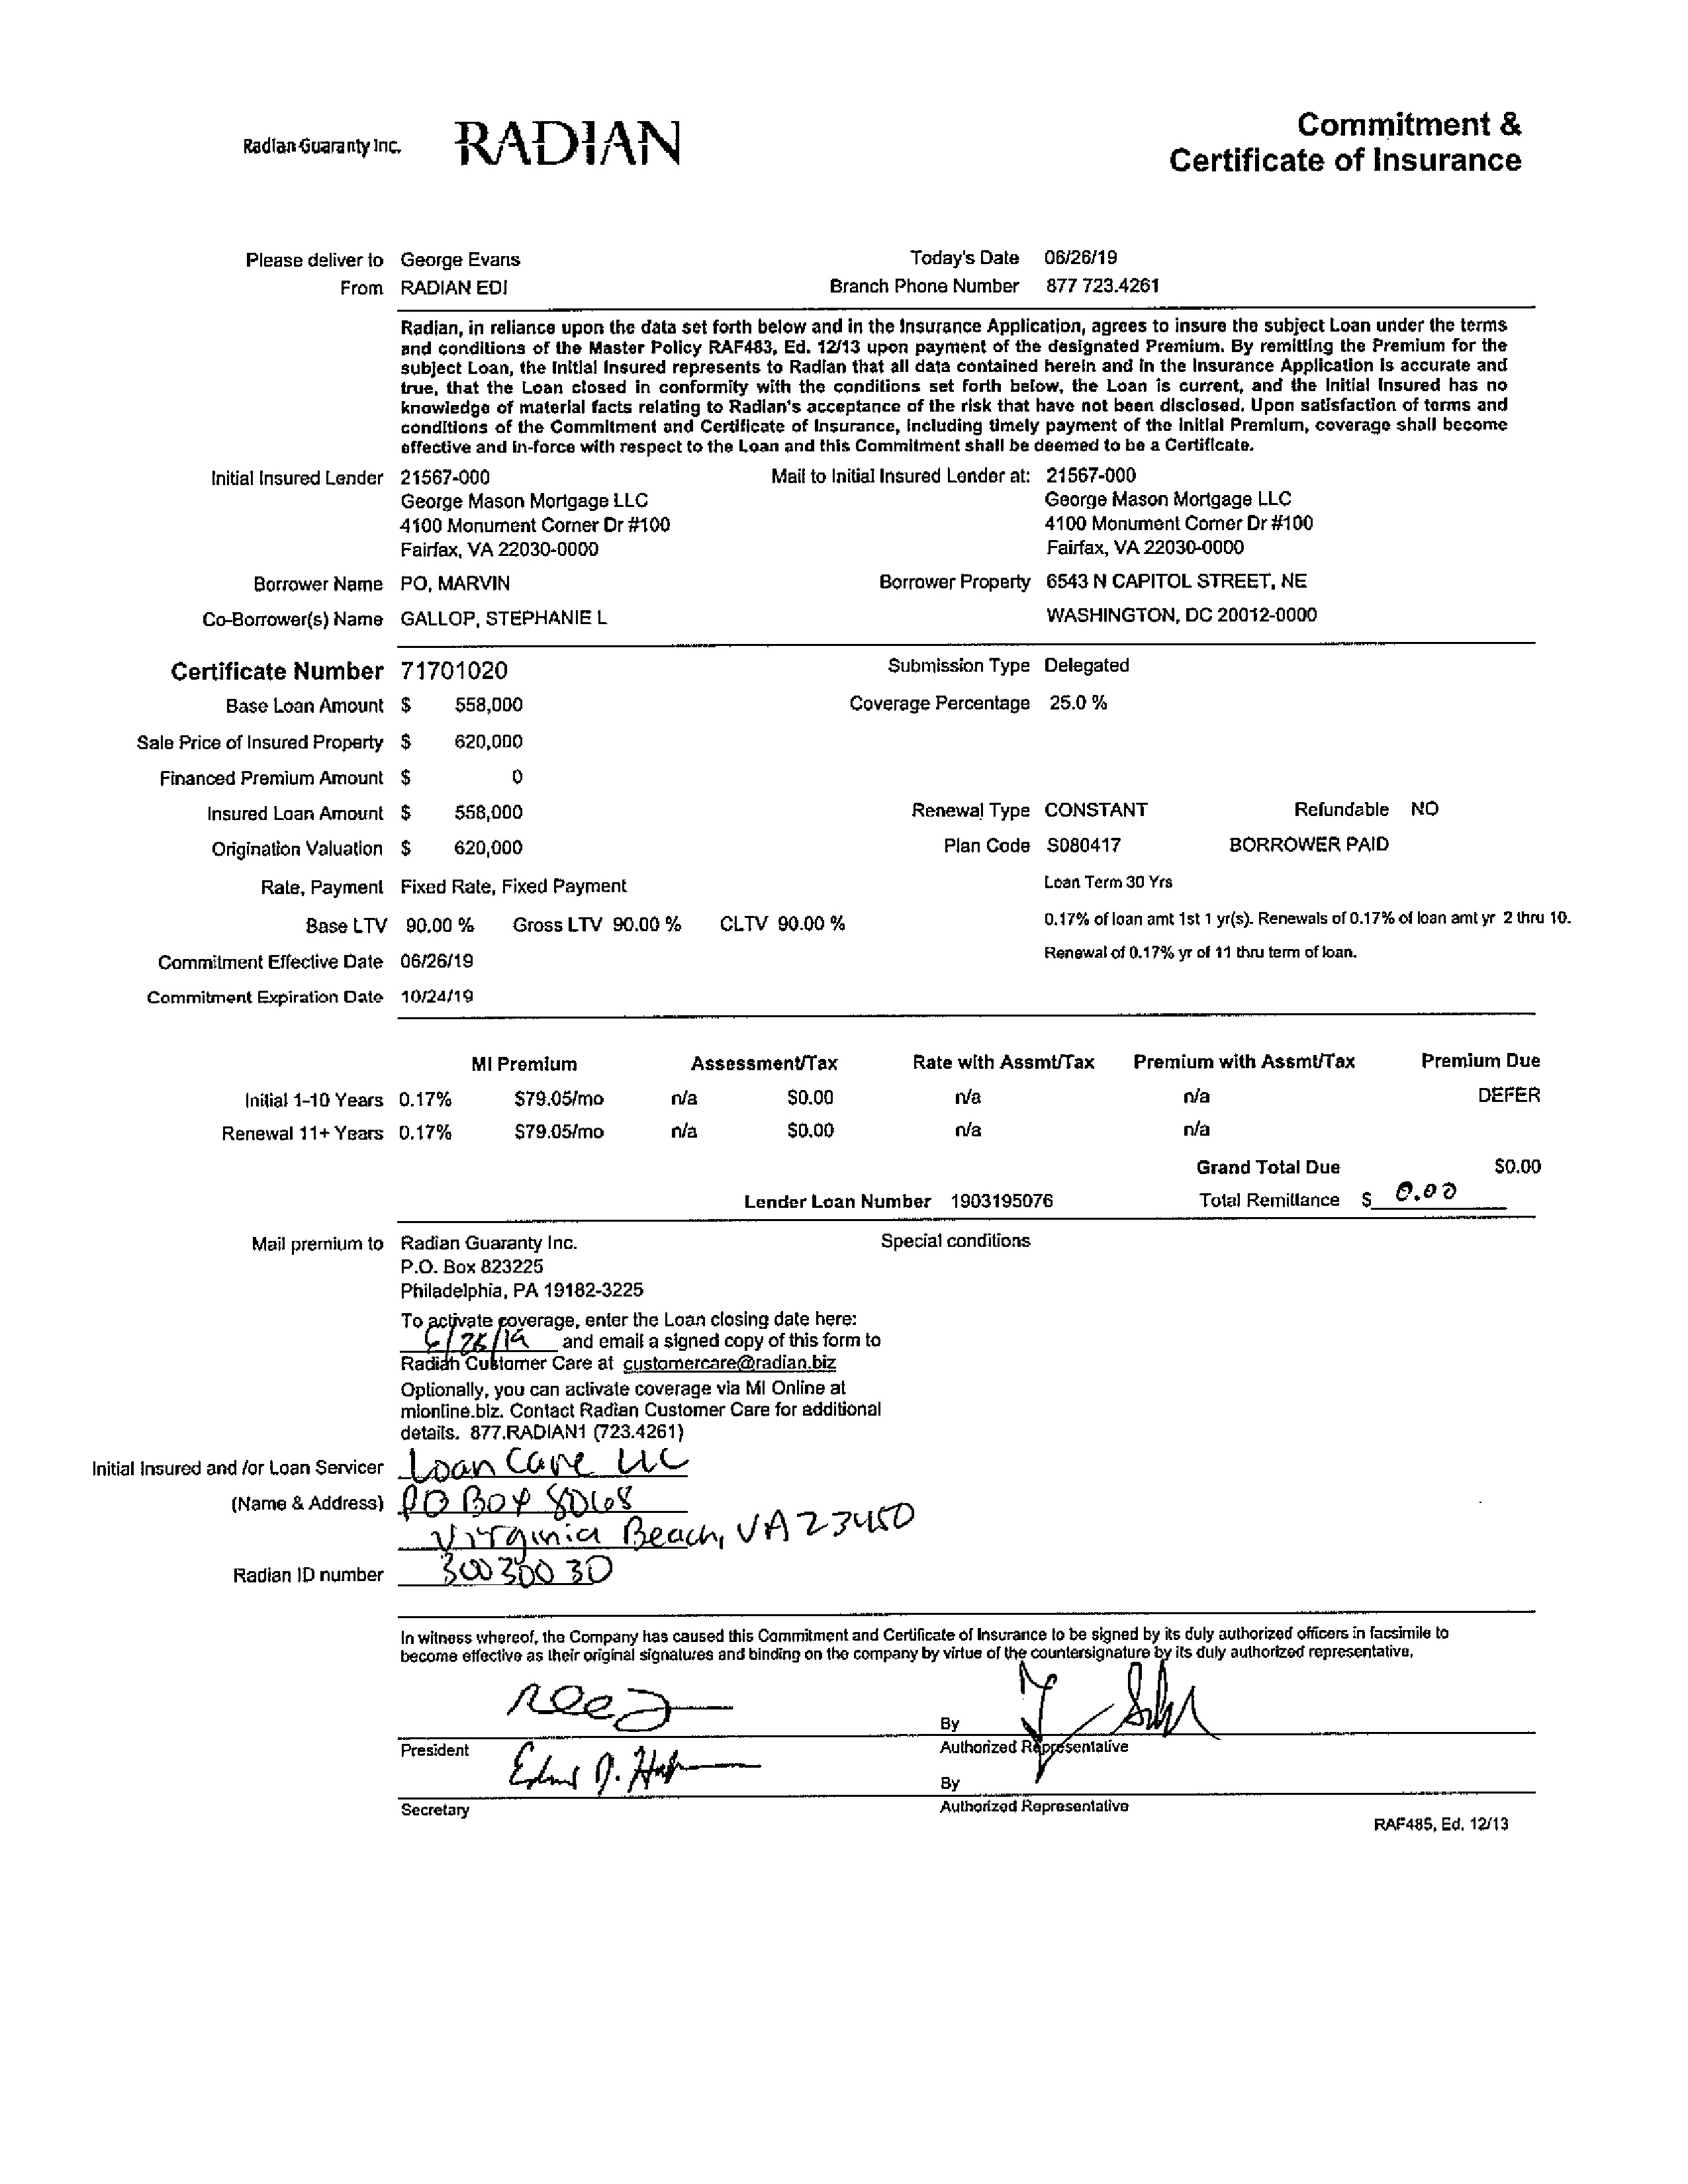 Radian Guaranty Inc. RADIAN
Commitment &
Certificate of Insurance
Please deliver to George Evans Today's Date 06/26/19
From RADIAN EDI Branch Phone Number 877 723.4261
Radian, in reliance upon the data set forth below and in the Insurance Application, agrees to insure the subject Loan under the terms
and conditions of the Master Policy RAF483, Ed. 12/13 upon payment of the designated Premium. By remitting the Premium for the
subject Loan, the Initial Insured represents to Radian that all data contained herein and in the Insurance Application is accurate and
true, that the Loan closed in conformity with the conditions set forth below, the Loan is current, and the Initial Insured has no
knowledge of material facts relating to Radian's acceptance of the risk that have not been disclosed. Upon satisfaction of terms and
conditions of the Commitment and Certificate of Insurance, including timely payment of the Initial Premium, coverage shall become
effective and in-force with respect to the Loan and this Commitment shall be deemed to be a Certificate.
Initial Insured Lender 21567-000 Mail to Initial Insured Lender at: 21567-000
George Mason Mortgage LLC George Mason Mortgage LLC
4100 Monument Corner Dr #100 4100 Monument Corner Dr #100
Fairfax, VA 22030-0000 Fairfax, VA 22030-0000
Borrower Name PO, MARVIN Borrower Property 6543 N CAPITOL STREET, NE
Co-Borrower(s) Name GALLOP, STEPHANIE L WASHINGTON, DC 20012-0000
Certificate Number 71701020 Submission Type Delegated
Base Loan Amount $ 558,000 Coverage Percentage 25.0 %
Sale Price of Insured Property $ 620,000
Financed Premium Amount $ 0
Insured Loan Amount $ 558,000 Renewal Type CONSTANT Refundable NO
Origination Valuation $ 620,000 Plan Code S080417 BORROWER PAID
Rate, Payment Fixed Rate, Fixed Payment Loan Term 30 Yrs
Base LTV 90.00 % Gross LTV 90.00 % CLTV 90.00 % 0.17% of loan amt 1st 1 yr(s). Renewals of 0.17% of loan amt yr 2 thru 10.
Commitment Effective Date 06/26/19 Renewal of 0.17% yr of 11 thru term of loan.
Commitment Expiration Date 10/24/19
MI Premium Assessment/Tax Rate with Assmt/Tax Premium with Assmt/Tax Premium Due
Initial 1-10 Years 0.17% $79.05/mo n/a $0.00 n/a n/a DEFER
Renewal 11+ Years 0.17% $79.05/mo n/a $0.00 n/a n/a
Grand Total Due $0.00
Lender Loan Number 1903195076 Total Remittance $ 0.00
Mail premium to Radian Guaranty Inc. Special conditions
P.O. Box 823225
Philadelphia, PA 19182-3225
To activate coverage, enter the Loan closing date here:
6/26/19 and email a signed copy of this form to
Radian Customer Care at customercare@radian.biz
Optionally, you can activate coverage via MI Online at
mionline.biz. Contact Radian Customer Care for additional
details. 877.RADIAN1 (723.4261)
Initial Insured and /or Loan Servicer Loan Care LLC
(Name & Address) PO Box 8068
Virginia Beach, VA 23450
Radian ID number 30030030
In witness whereof, the Company has caused this Commitment and Certificate of Insurance to be signed by its duly authorized officers in facsimile to
become effective as their original signatures and binding on the company by virtue of the countersignature by its duly authorized representative.
By
President Authorized Representative
By
Secretary Authorized Representative
RAF485, Ed. 12/13